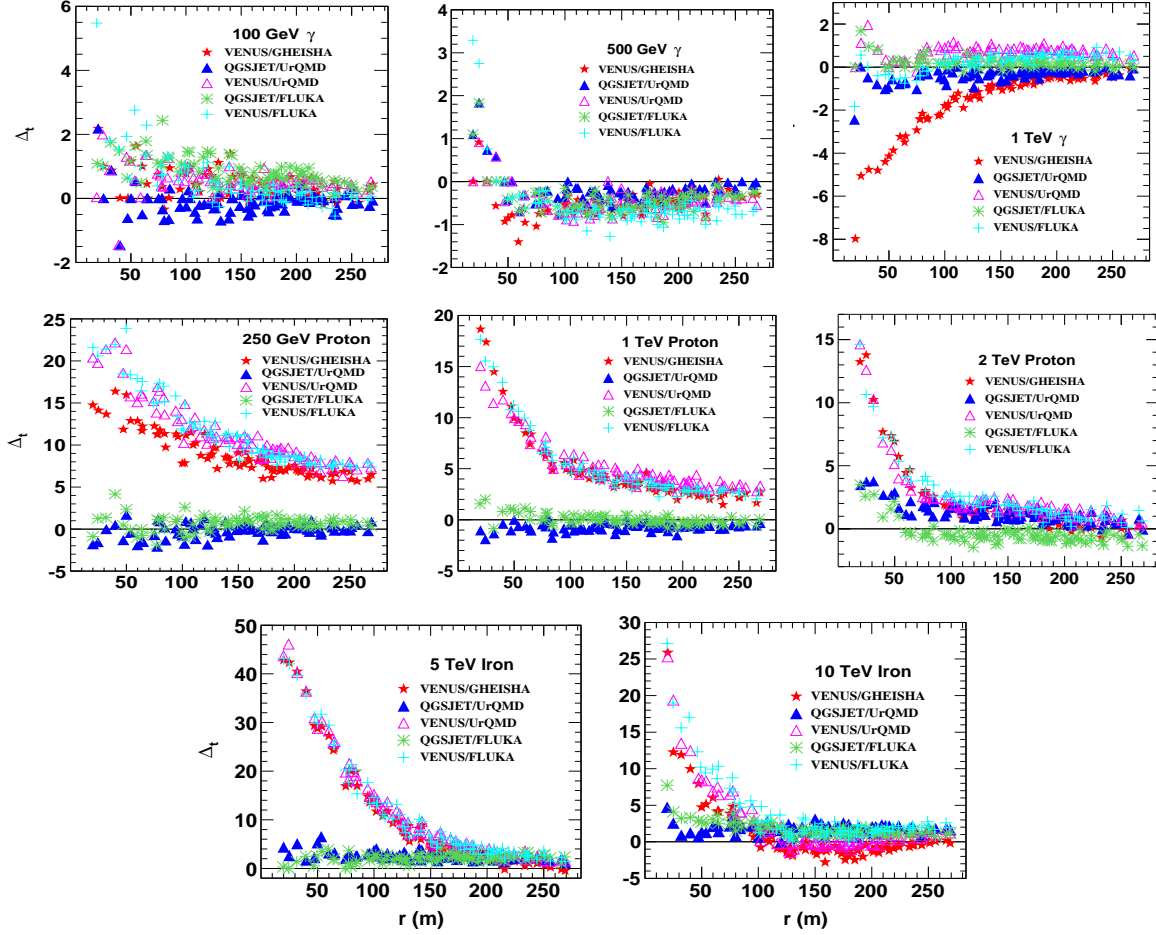 100 GeV γ
VENUS/GHEISHA
QGSJET/UrQMD
VENUS/UrQMD
QGSJET/FLUKA
VENUS/FLUKA
Δt
6
4
2
0
-2
50 100 150 200 250
500 GeV γ
VENUS/GHEISHA
QGSJET/UrQMD
VENUS/UrQMD
QGSJET/FLUKA
VENUS/FLUKA
4
3
2
1
0
-1
-2
50 100 150 200 250
1 TeV γ
VENUS/GHEISHA
QGSJET/UrQMD
VENUS/UrQMD
QGSJET/FLUKA
VENUS/FLUKA
2
0
-2
-4
-6
-8
50 100 150 200 250
250 GeV Proton
VENUS/GHEISHA
QGSJET/UrQMD
VENUS/UrQMD
QGSJET/FLUKA
VENUS/FLUKA
Δt
25
20
15
10
5
0
-5
50 100 150 200 250
1 TeV Proton
VENUS/GHEISHA
QGSJET/UrQMD
VENUS/UrQMD
QGSJET/FLUKA
VENUS/FLUKA
20
15
10
5
0
-5
50 100 150 200 250
2 TeV Proton
VENUS/GHEISHA
QGSJET/UrQMD
VENUS/UrQMD
QGSJET/FLUKA
VENUS/FLUKA
15
10
5
0
50 100 150 200 250
5 TeV Iron
VENUS/GHEISHA
QGSJET/UrQMD
VENUS/UrQMD
QGSJET/FLUKA
VENUS/FLUKA
Δt
50
40
30
20
10
0
50 100 150 200 250
r (m)
10 TeV Iron
VENUS/GHEISHA
QGSJET/UrQMD
VENUS/UrQMD
QGSJET/FLUKA
VENUS/FLUKA
30
25
20
15
10
5
0
-5
50 100 150 200 250
r (m)